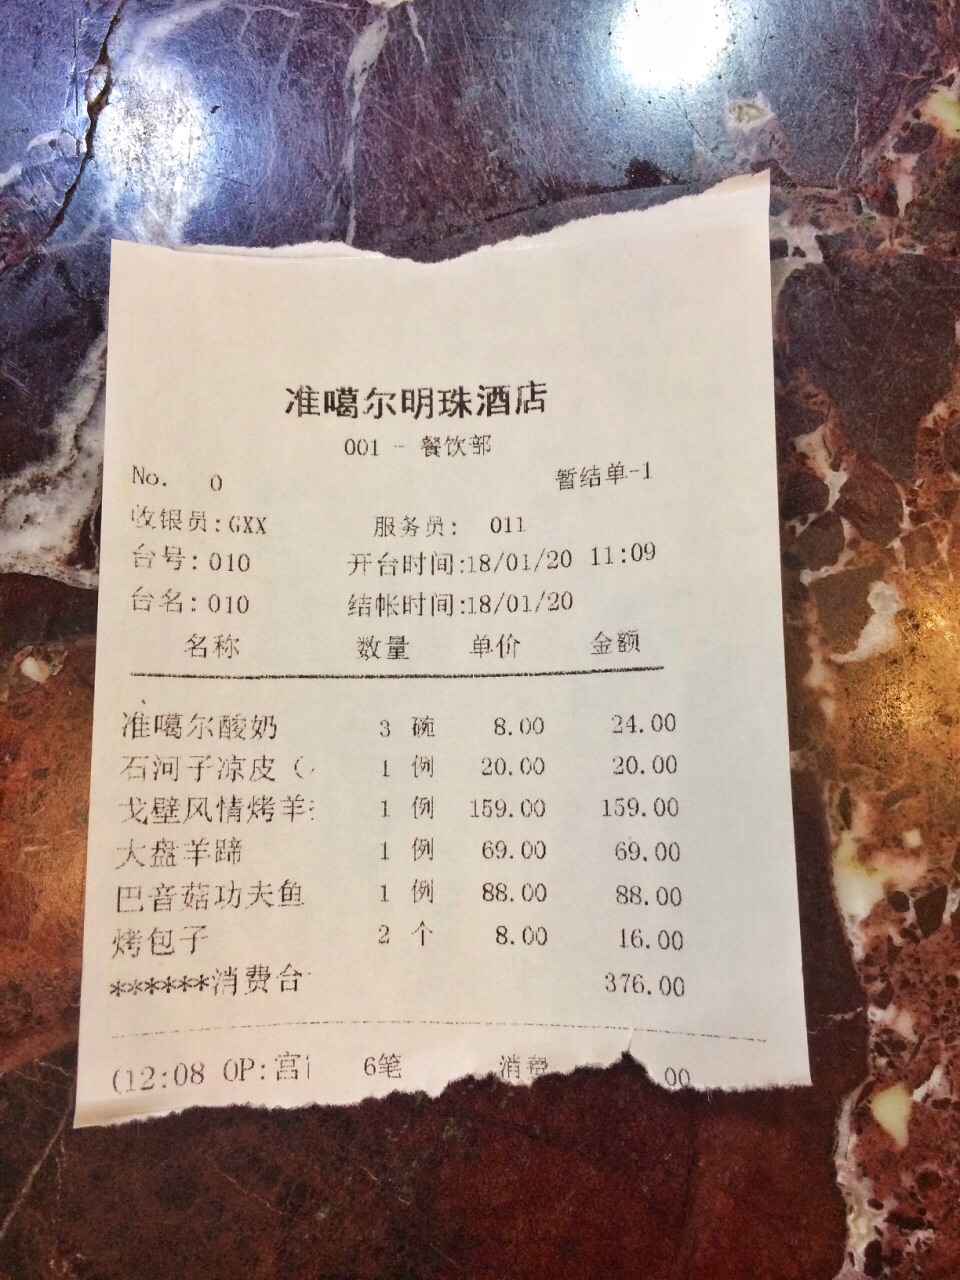 准噶尔明珠酒店
001 - 餐饮部
No. 0 暂结单-1
收银员:GXX 服务员: 011
台号:010 开台时间:18/01/20 11:09
台名:010 结帐时间:18/01/20
名称 数量 单价 金额
准噶尔酸奶 3 碗 8.00 24.00
石河子凉皮( 1 例 20.00 20.00
戈壁风情烤羊 1 例 159.00 159.00
大盘羊蹄 1 例 69.00 69.00
巴音菇功夫鱼 1 例 88.00 88.00
烤包子 2 个 8.00 16.00
******消费合 376.00
(12:08 OP:宫 6笔 消费 .00